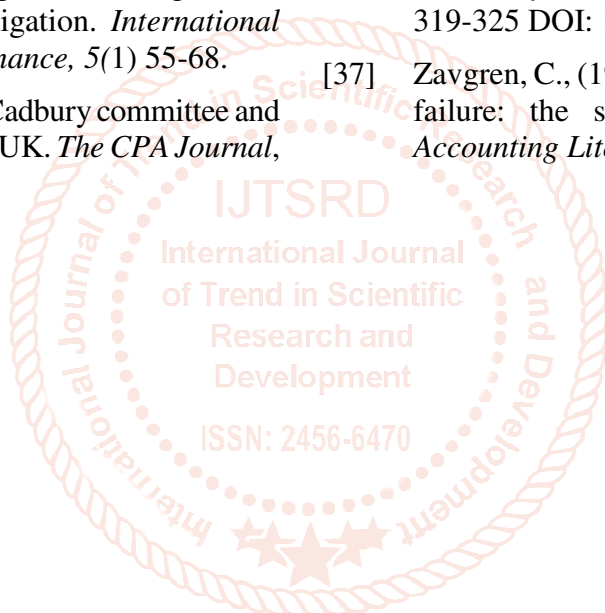 igation. International
nance, 5(1) 55-68.
Cadbury committee and
UK. The CPA Journal,
319-325 DOI:
[37] Zavgren, C., (19
failure: the s
Accounting Lite
International Journal of Trend in Scientific Research and Development
IJTSRD
International Journal
of Trend in Scientific
Research and
Development
ISSN: 2456-6470